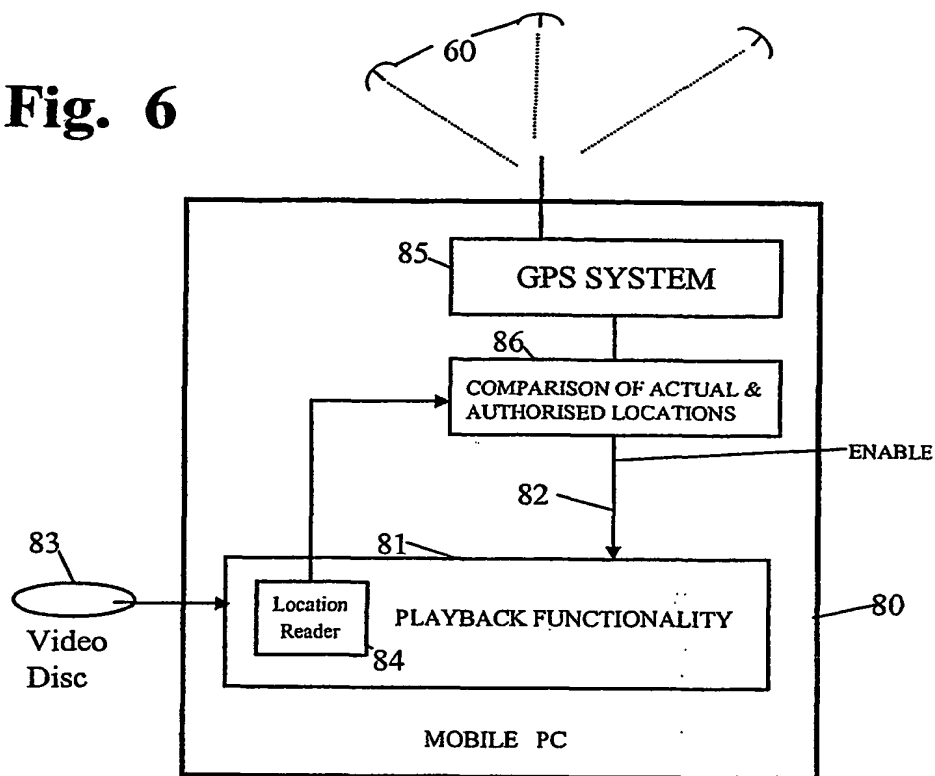 60
Fig. 6
85
GPS SYSTEM
86
COMPARISON OF ACTUAL &
AUTHORISED LOCATIONS
ENABLE
82
83
81
Location
Reader
PLAYBACK FUNCTIONALITY
80
84
Video
Disc
MOBILE PC